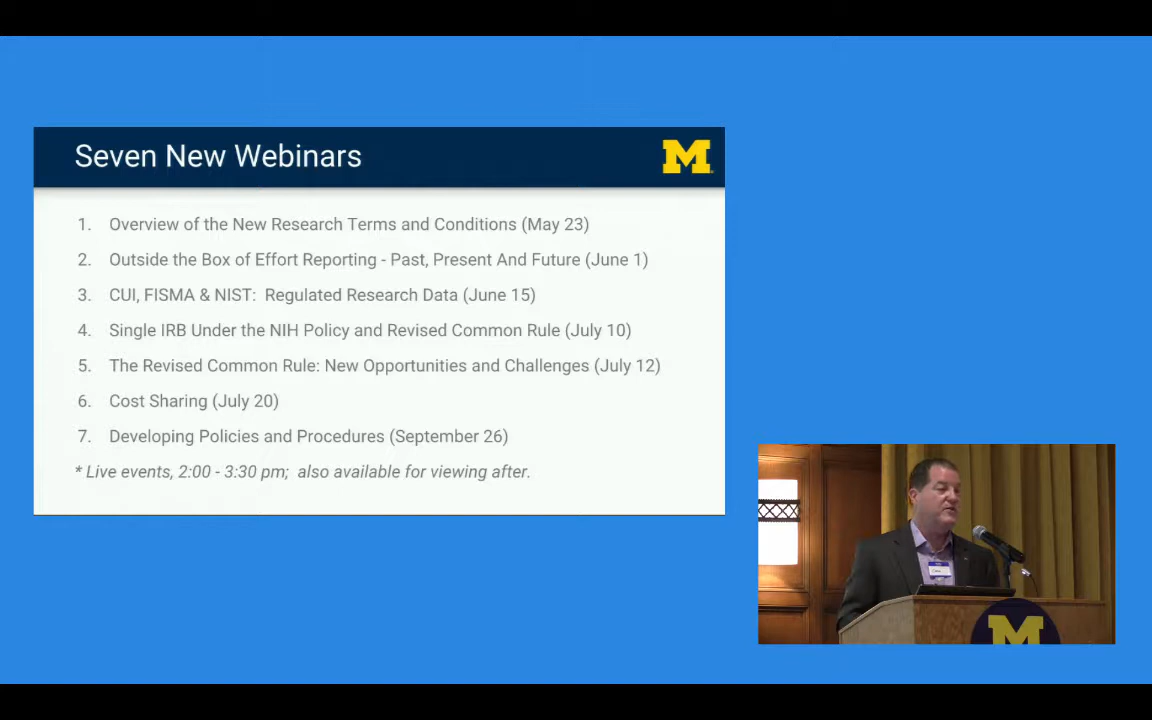 Seven New Webinars
M
1. Overview of the New Research Terms and Conditions (May 23)
2. Outside the Box of Effort Reporting - Past, Present And Future (June 1)
3. CUI, FISMA & NIST: Regulated Research Data (June 15)
4. Single IRB Under the NIH Policy and Revised Common Rule (July 10)
5. The Revised Common Rule: New Opportunities and Challenges (July 12)
6. Cost Sharing (July 20)
7. Developing Policies and Procedures (September 26)
* Live events, 2:00 - 3:30 pm; also available for viewing after.
M